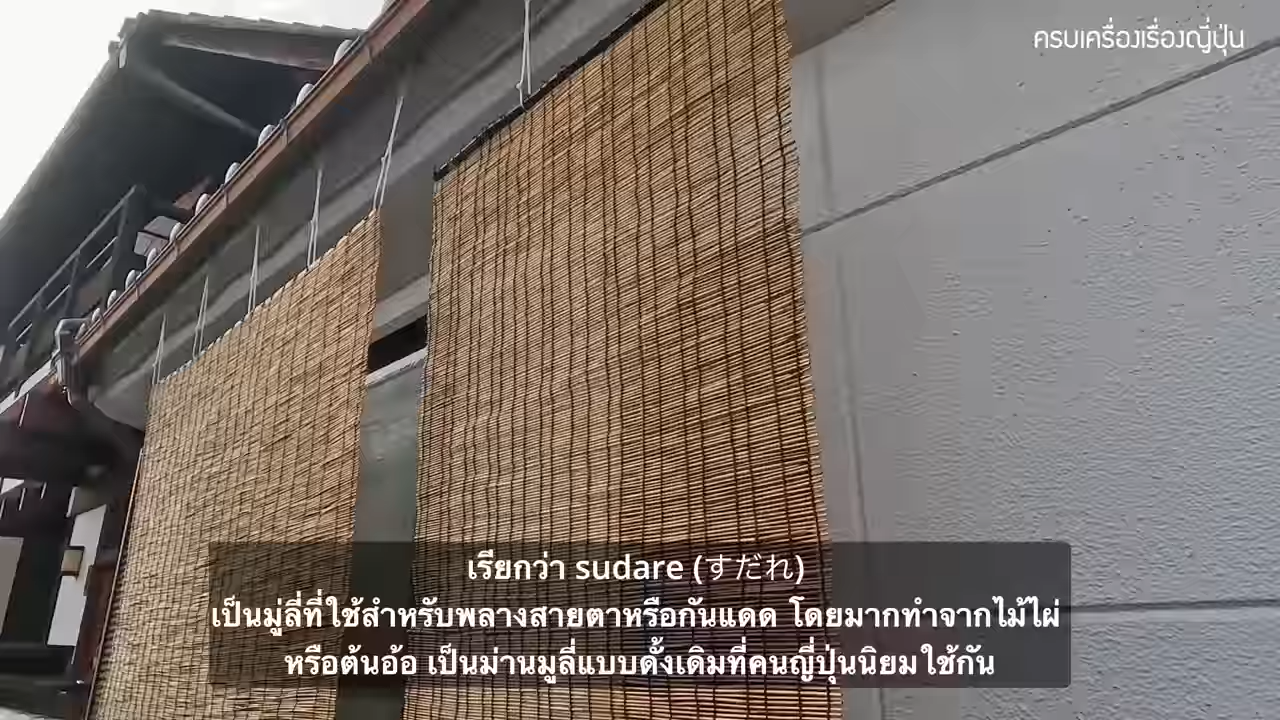 ครบเครื่องเรื่องญี่ปุ่น
เรียกว่า sudare (すだれ)
เป็นมู่ลี่ที่ใช้สำหรับพลางสายตาหรือกันแดด โดยมากทำจากไม้ไผ่
หรือต้นอ้อ เป็นม่านมูลี่แบบดั้งเดิมที่คนญี่ปุ่นนิยมใช้กัน